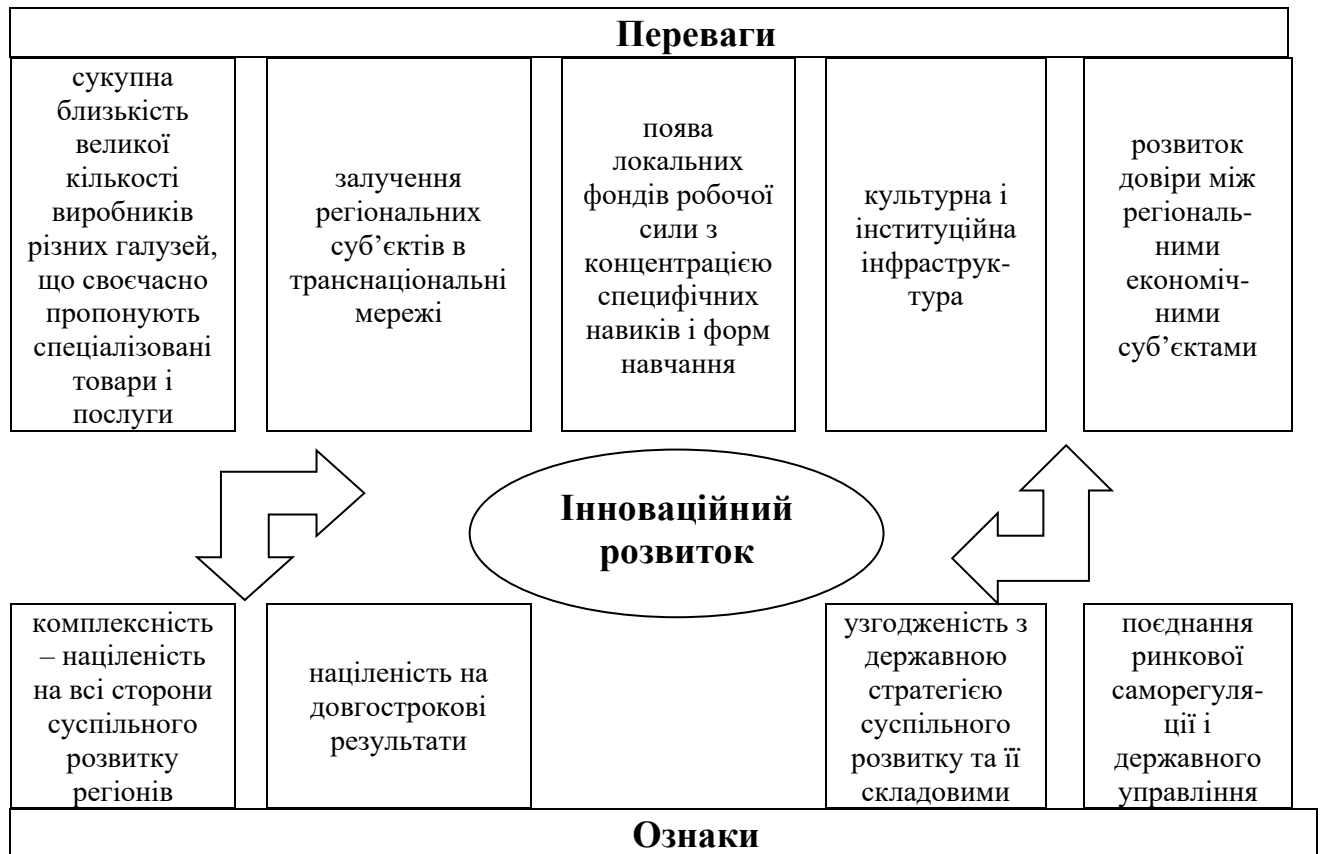 Переваги
сукупна
близькість
великої
кількості
виробників
різних галузей,
що своєчасно
пропонують
спеціалізовані
товари і
послуги
залучення
регіональних
суб’єктів в
транснаціональні
мережі
поява
локальних
фондів робочої
сили з
концентрацією
специфічних
навиків і форм
навчання
культурна і
інституційна
інфраструк-
тура
розвиток
довіри між
регіональ-
ними
економіч-
ними
суб’єктами
Інноваційний
розвиток
комплексність
– націленість
на всі сторони
суспільного
розвитку
регіонів
націленість на
довгострокові
результати
узгодженість з
державною
стратегією
суспільного
розвитку та її
складовими
поєднання
ринкової
саморегуля-
ції і
державного
управління
Ознаки